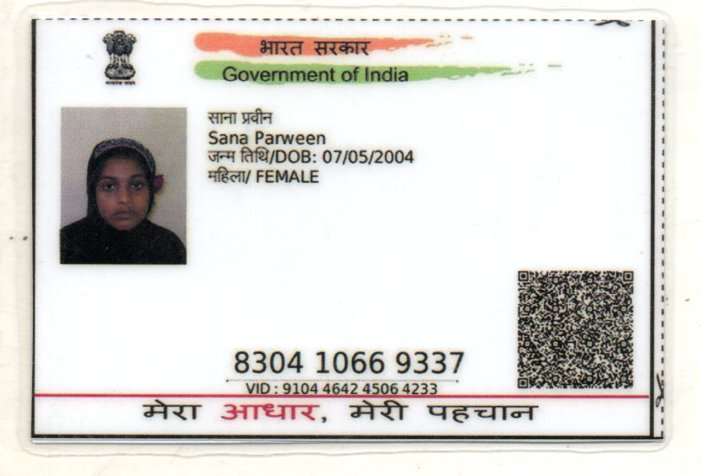 भारत सरकार
Government of India
साना प्रवीन
Sana Parween
जन्म तिथि/DOB: 07/05/2004
महिला/ FEMALE
8304 1066 9337
VID : 9104 4642 4506 4233
मेरा आधार, मेरी पहचान